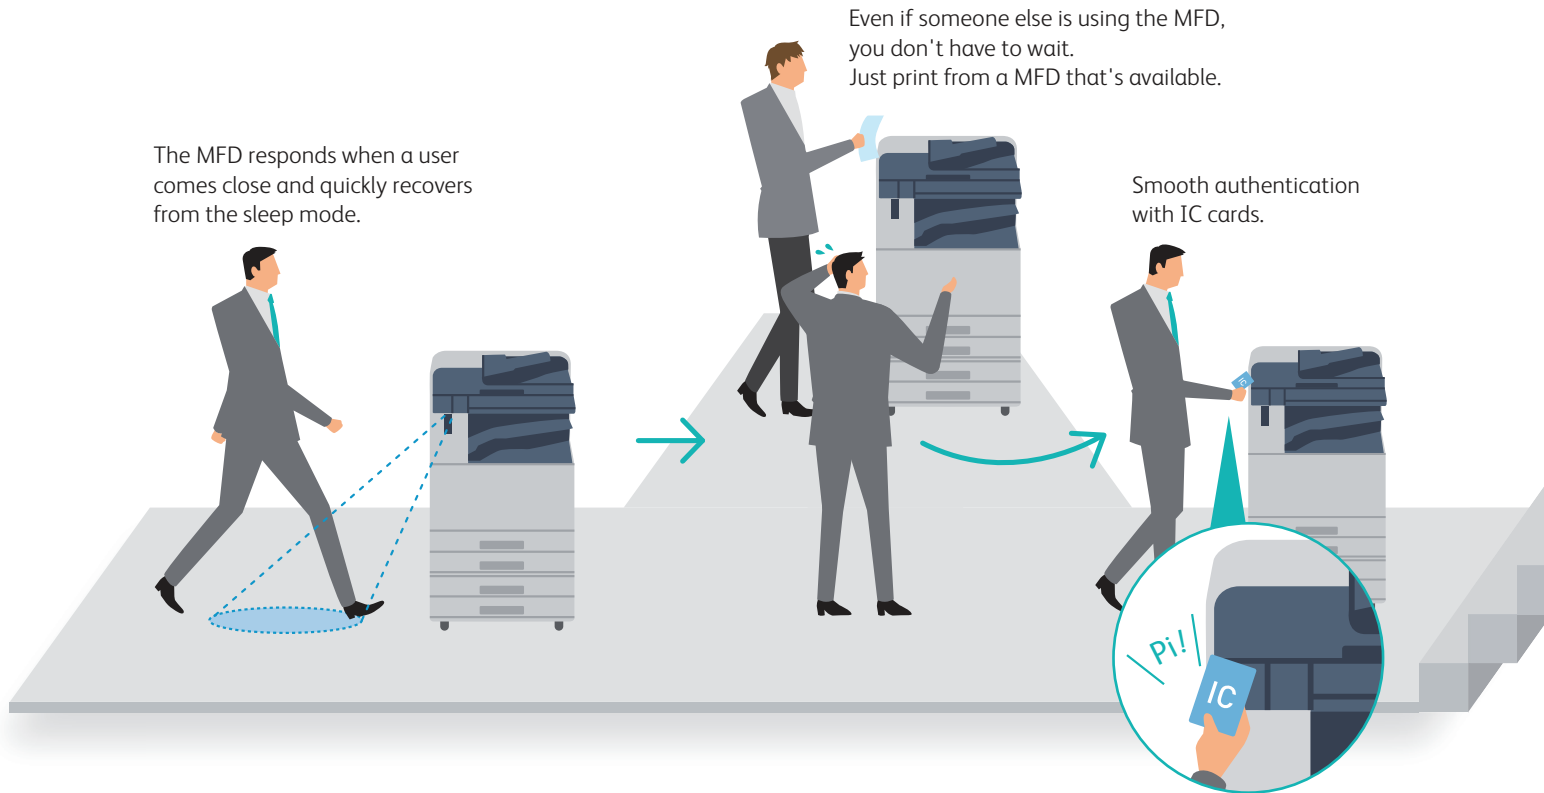 Even if someone else is using the MFD,
you don't have to wait.
Just print from a MFD that's available.
The MFD responds when a user
comes close and quickly recovers
from the sleep mode.
Smooth authentication
with IC cards.
IC
Pi!
IC